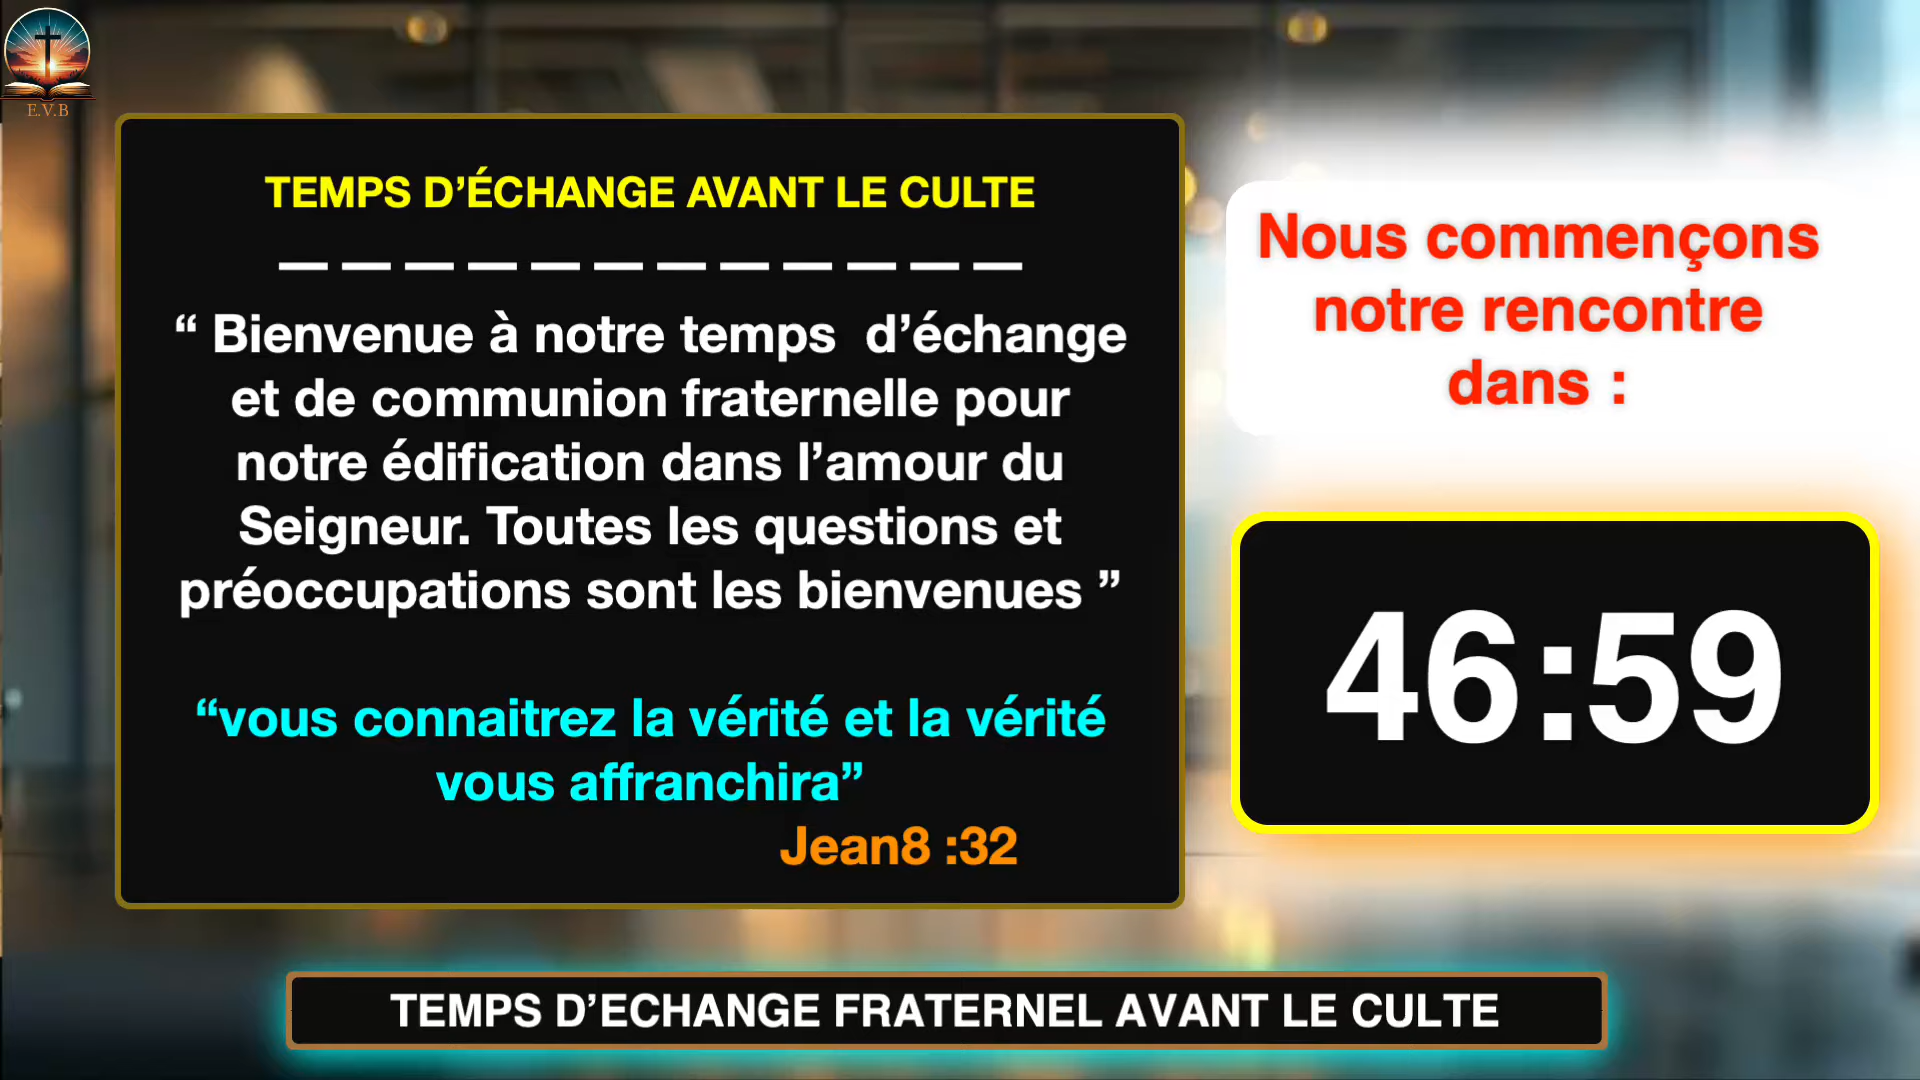 E.V.B
TEMPS D’ÉCHANGE AVANT LE CULTE
“ Bienvenue à notre temps  d’échange
et de communion fraternelle pour
notre édification dans l’amour du
Seigneur. Toutes les questions et
préoccupations sont les bienvenues ”
“vous connaitrez la vérité et la vérité
vous affranchira”
Jean8 :32
Nous commençons
notre rencontre
dans :
46:59
TEMPS D’ECHANGE FRATERNEL AVANT LE CULTE